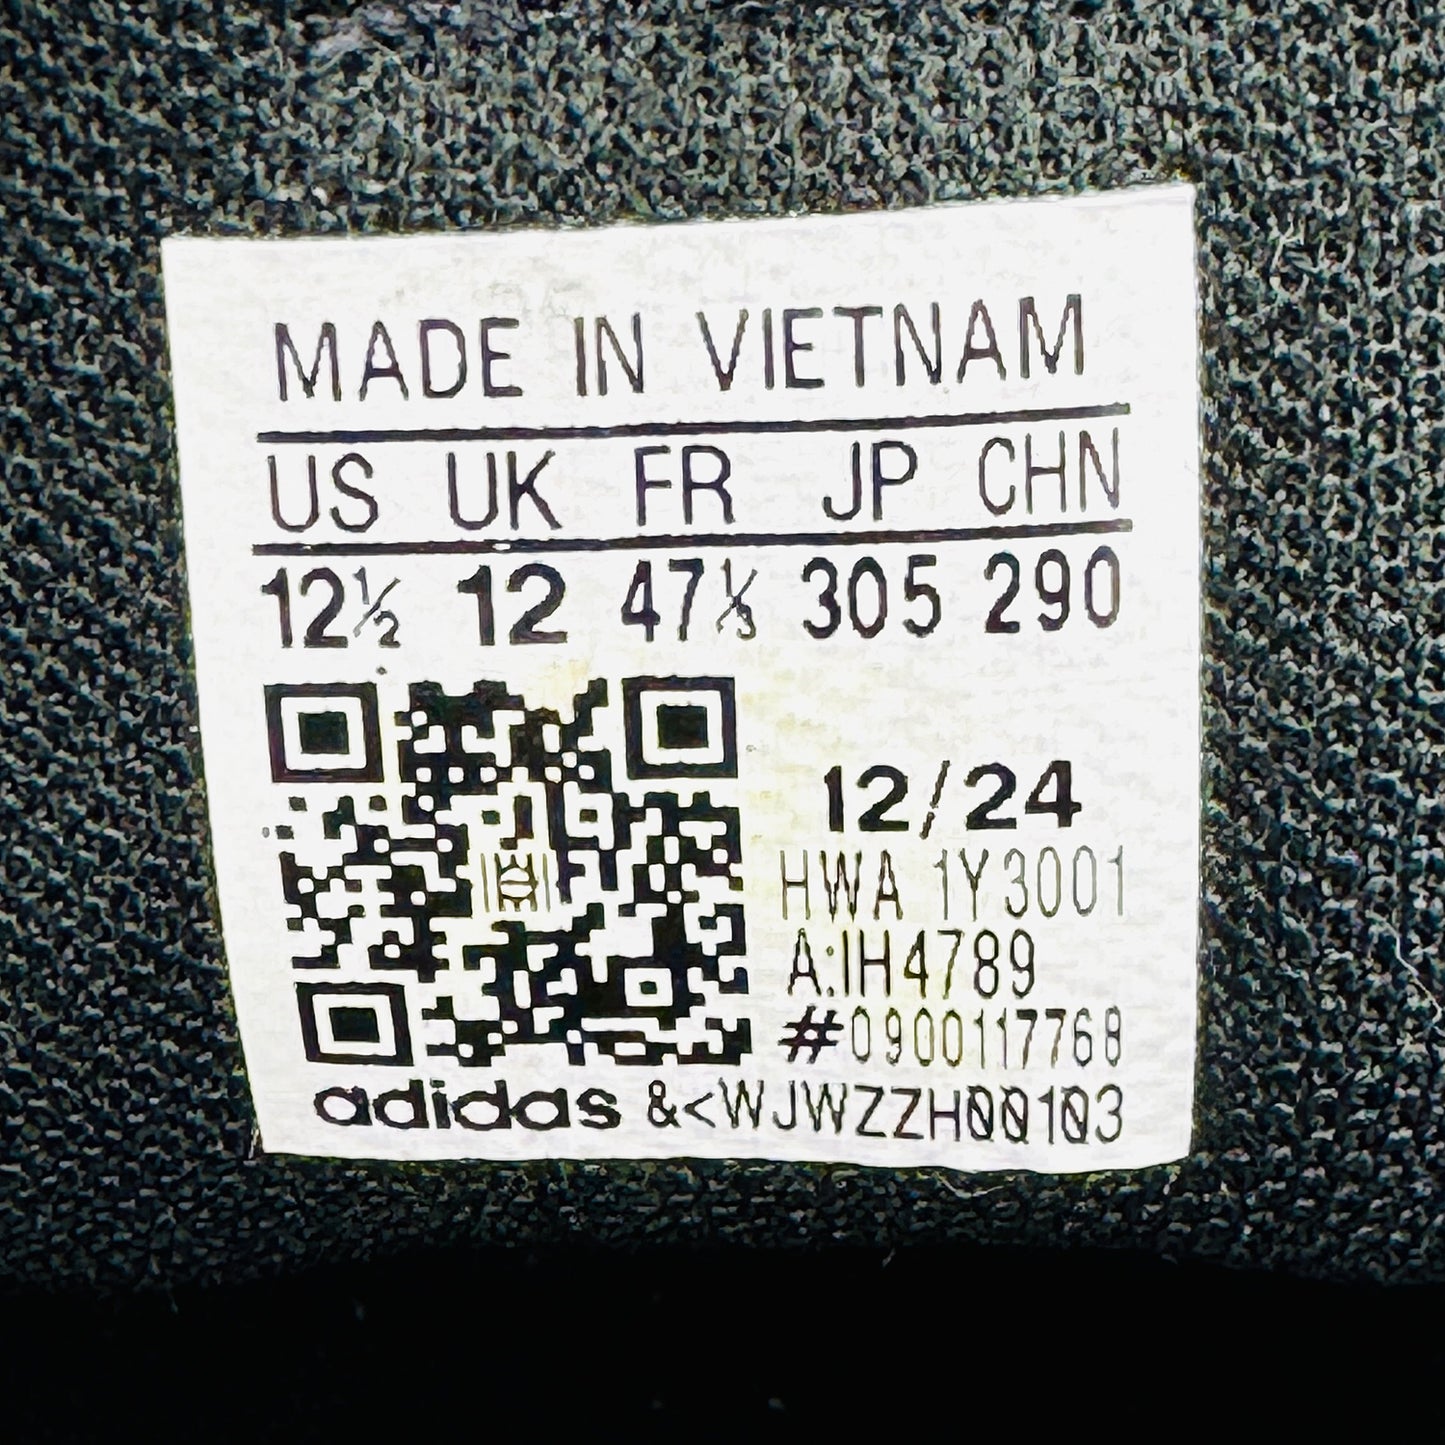 MADE IN VIETNAM
US UK FR JP CHN
12½ 12 47⅓ 305 290
12/24
HWA 1Y3001
A:IH4789
#0900117768
adidas &<WJWZZH00103